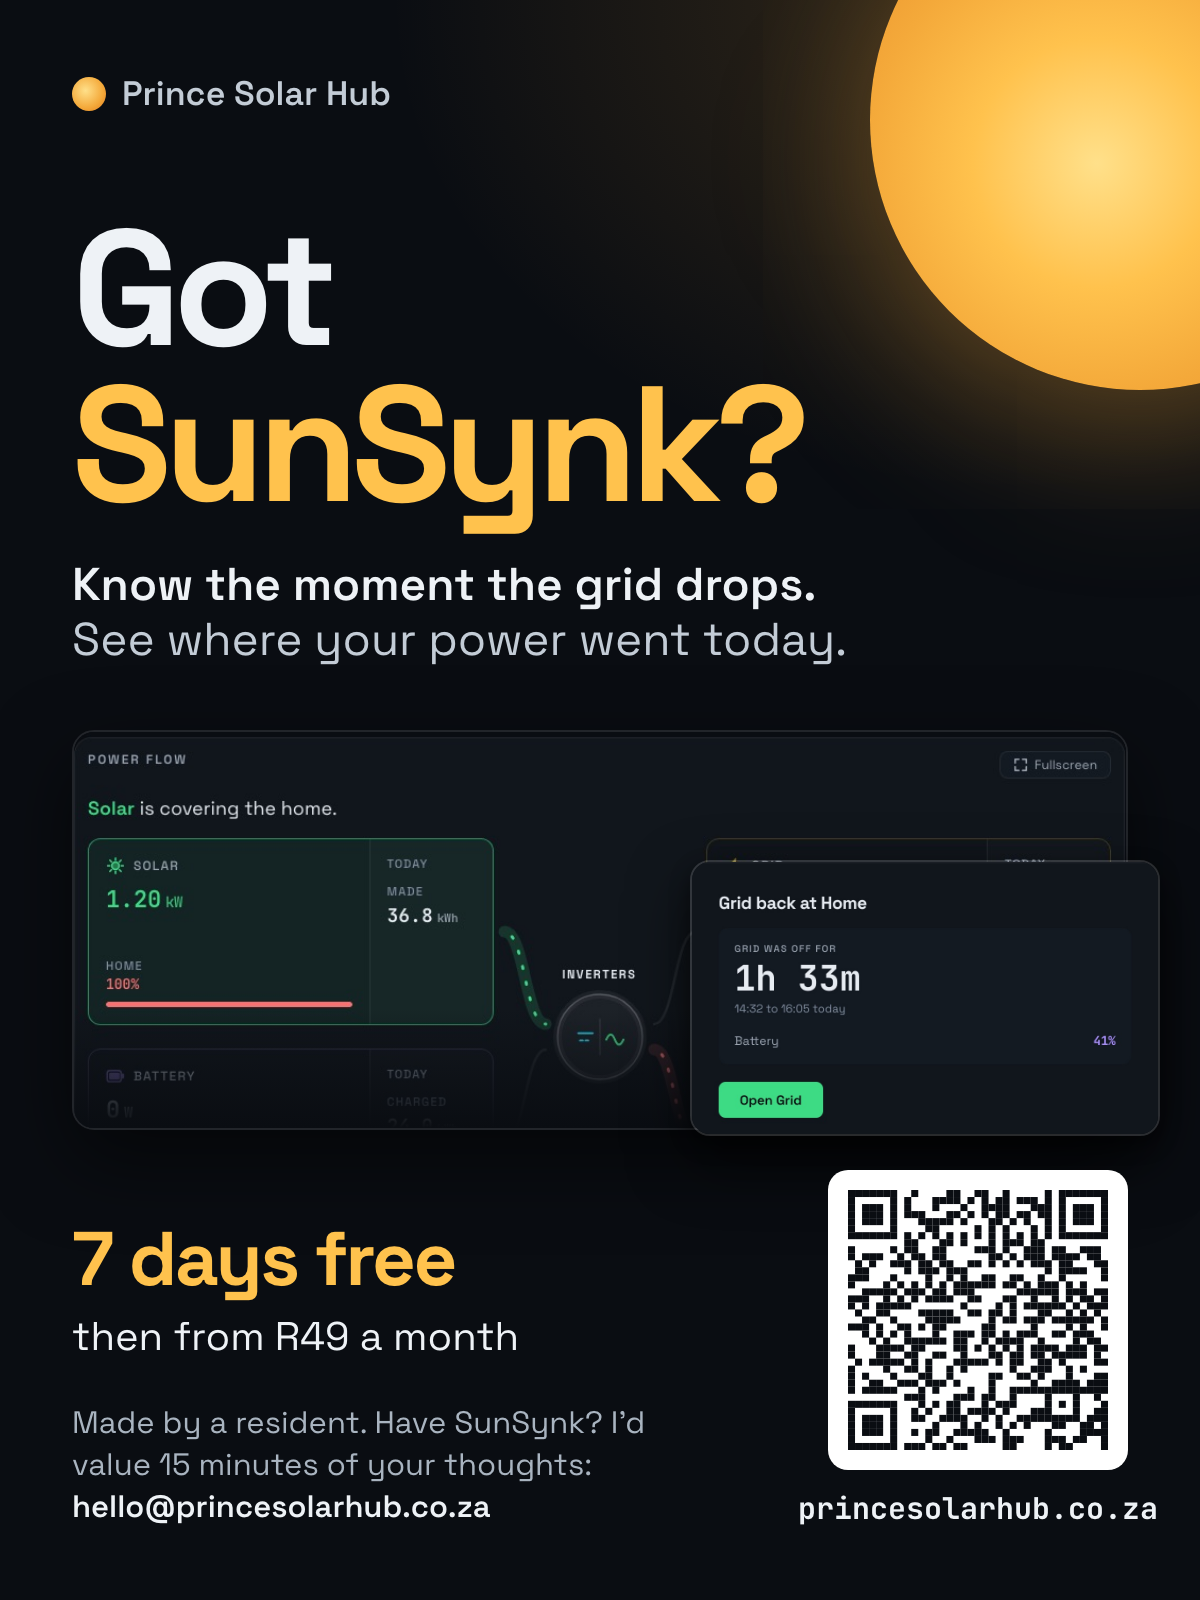 Prince Solar Hub
Got
SunSynk?
Know the moment the grid drops.
See where your power went today.
POWER FLOW
Fullscreen
Solar is covering the home.
SOLAR
1.20 kW
HOME
100%
TODAY
MADE
36.8 kWh
INVERTERS
BATTERY
0 W
TODAY
CHARGED
Grid back at Home
GRID WAS OFF FOR
1h 33m
14:32 to 16:05 today
Battery 41%
Open Grid
7 days free
then from R49 a month
Made by a resident. Have SunSynk? I'd
value 15 minutes of your thoughts:
hello@princesolarhub.co.za
princesolarhub.co.za